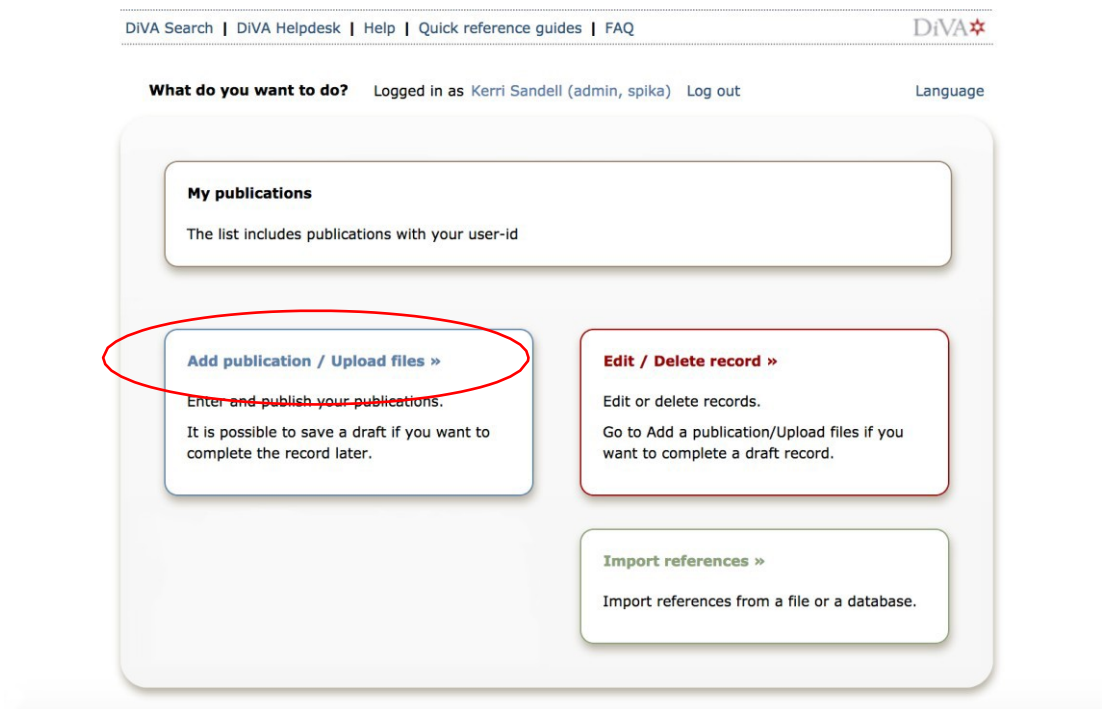 DiVA Search | DiVA Helpdesk | Help | Quick reference guides | FAQ
DiVA
What do you want to do? Logged in as Kerri Sandell (admin, spika) Log out Language
My publications
The list includes publications with your user-id
Add publication / Upload files »
Enter and publish your publications.
It is possible to save a draft if you want to
complete the record later.
Edit / Delete record »
Edit or delete records.
Go to Add a publication/Upload files if you
want to complete a draft record.
Import references »
Import references from a file or a database.